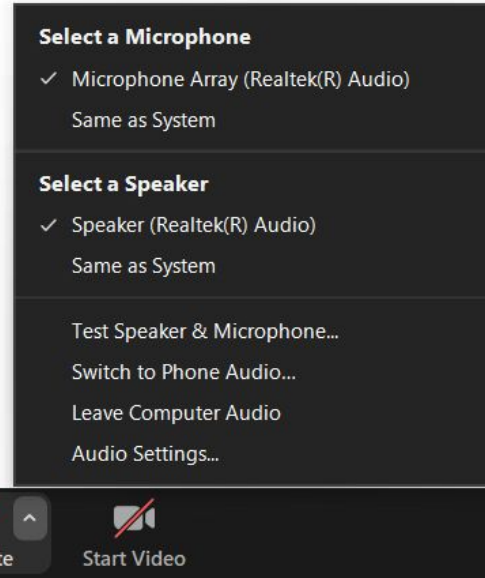 Select a Microphone
Microphone Array (Realtek(R) Audio)
Same as System
Select a Speaker
Speaker (Realtek(R) Audio)
Same as System
Test Speaker & Microphone...
Switch to Phone Audio...
Leave Computer Audio
Audio Settings...
Start Video